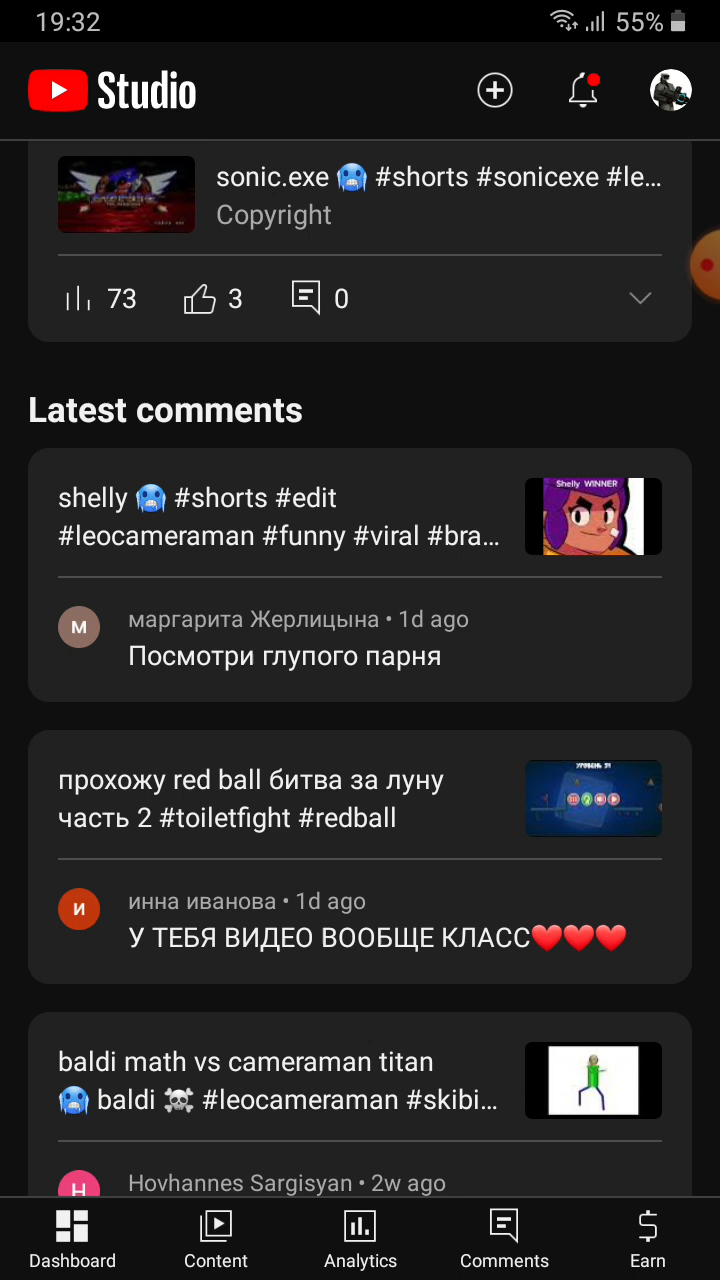 19:32
55%
Studio
sonic.exe 🥶 #shorts #sonicexe #le...
Copyright
73
3
0
Latest comments
shelly 🥶 #shorts #edit
#leocameraman #funny #viral #bra...
Shelly WINNER
M
маргарита Жерлицына • 1d ago
Посмотри глупого парня
прохожу red ball битва за луну
часть 2 #toiletfight #redball
И
инна иванова • 1d ago
У ТЕБЯ ВИДЕО ВООБЩЕ КЛАСС❤️❤️❤️
baldi math vs cameraman titan
🥶 baldi ☠️ #leocameraman #skibi...
H
Hovhannes Sargisyan • 2w ago
Dashboard
Content
Analytics
Comments
Earn